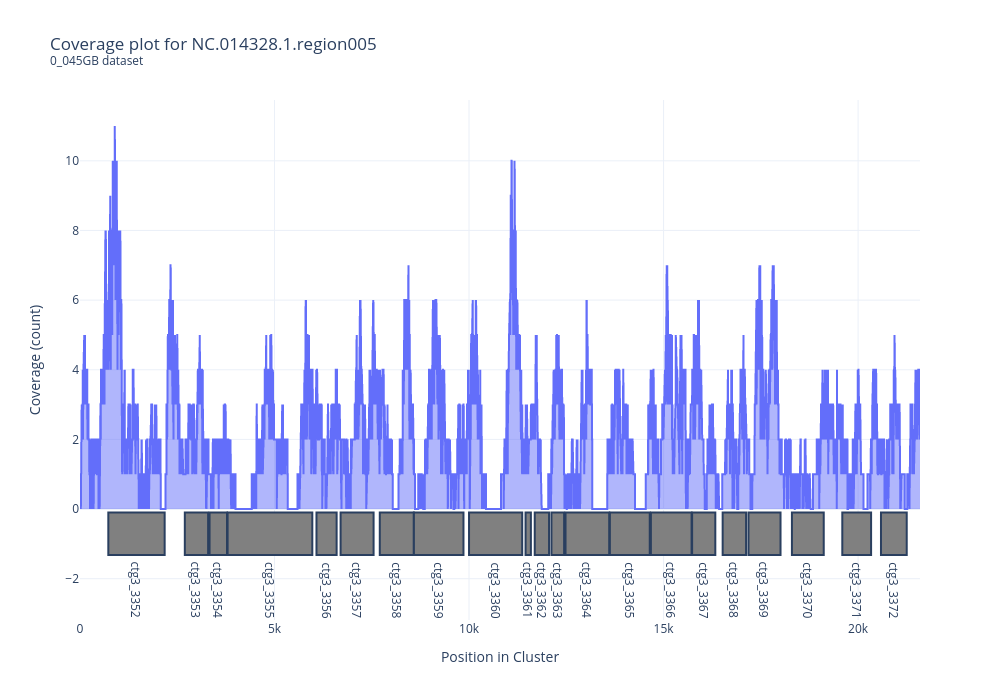 Coverage plot for NC.014328.1.region005
0_045GB dataset
Coverage (count)
10
8
6
4
2
0
−2
ctg3_3352
ctg3_3353
ctg3_3354
ctg3_3355
ctg3_3356
ctg3_3357
ctg3_3358
ctg3_3359
ctg3_3360
ctg3_3361
ctg3_3362
ctg3_3363
ctg3_3364
ctg3_3365
ctg3_3366
ctg3_3367
ctg3_3368
ctg3_3369
ctg3_3370
ctg3_3371
ctg3_3372
0
5k
10k
15k
20k
Position in Cluster